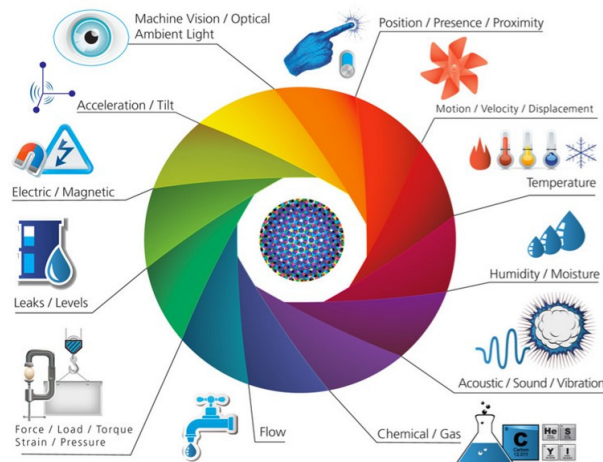 Machine Vision / Optical
Ambient Light
Position / Presence / Proximity
Acceleration / Tilt
Motion / Velocity / Displacement
Electric / Magnetic
Temperature
Leaks / Levels
Humidity / Moisture
Acoustic / Sound / Vibration
Force / Load / Torque
Strain / Pressure
Flow
Chemical / Gas
C
Carbon
He
S
Y
I